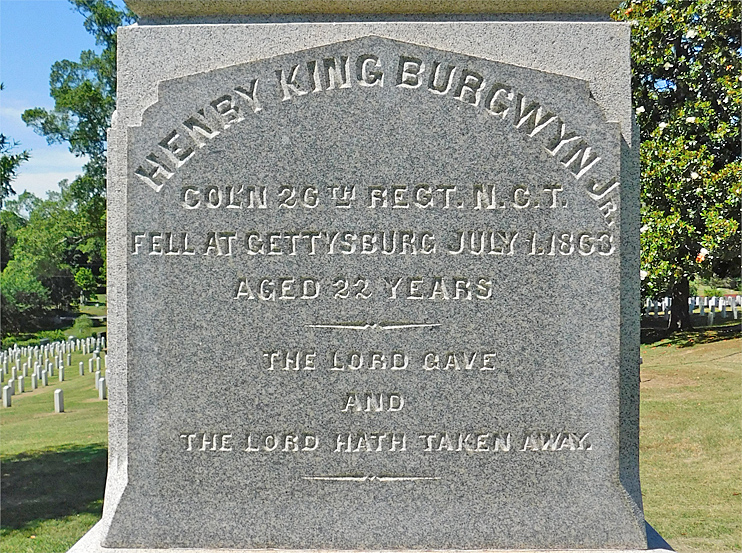 HENRY KING BURGWYN JR.
COL'N 26TH REGT. N.C.T.
FELL AT GETTYSBURG JULY 1, 1863
AGED 22 YEARS
THE LORD GAVE
AND
THE LORD HATH TAKEN AWAY.